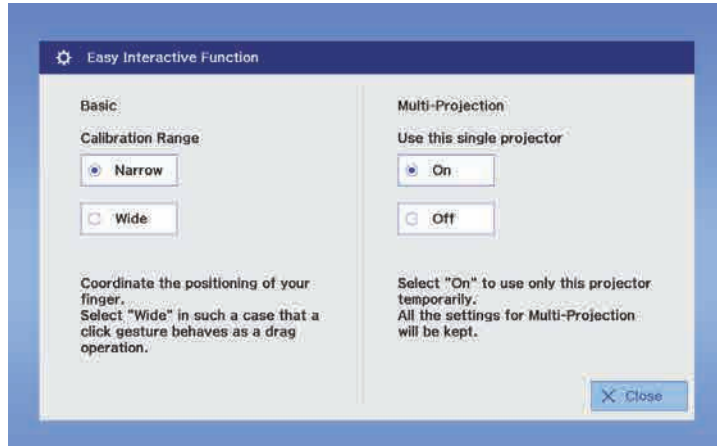 Easy Interactive Function
Basic
Calibration Range
Narrow
Wide
Coordinate the positioning of your
finger.
Select "Wide" in such a case that a
click gesture behaves as a drag
operation.
Multi-Projection
Use this single projector
On
Off
Select "On" to use only this projector
temporarily.
All the settings for Multi-Projection
will be kept.
Close